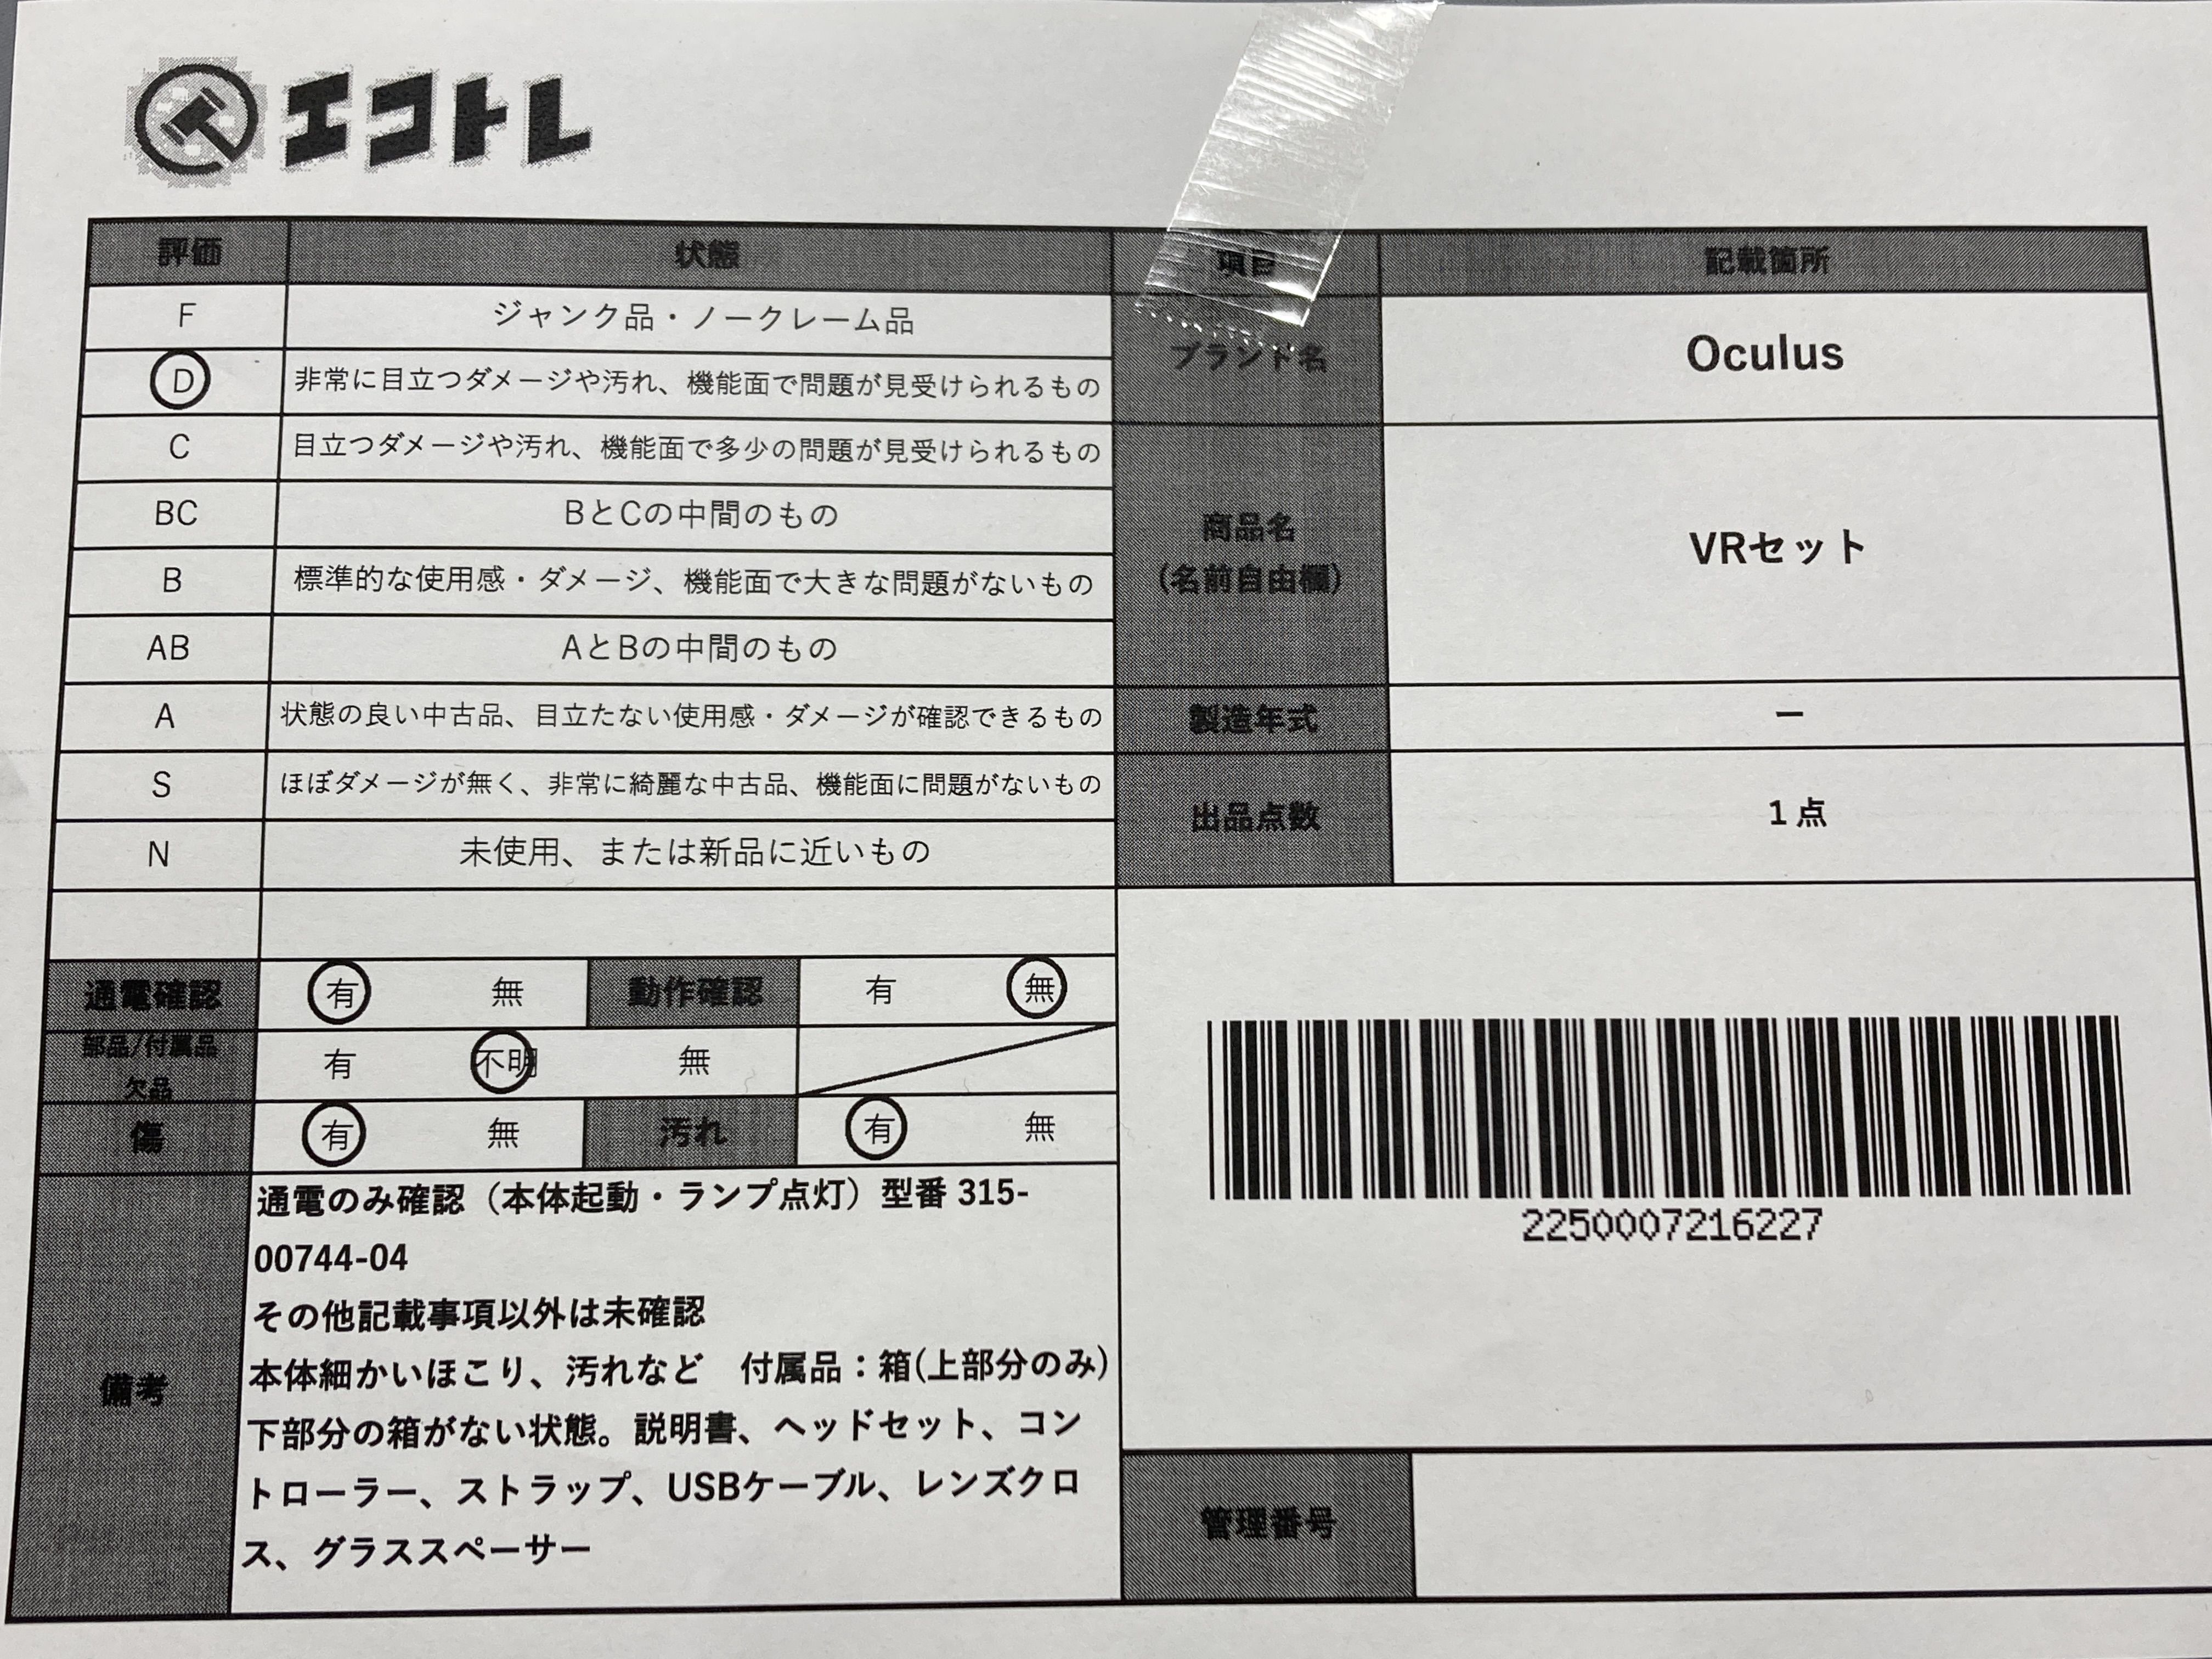 エコトレ
評価 状態 項目 記載箇所
F ジャンク品・ノークレーム品
D 非常に目立つダメージや汚れ、機能面で問題が見受けられるもの
C 目立つダメージや汚れ、機能面で多少の問題が見受けられるもの
BC BとCの中間のもの
B 標準的な使用感・ダメージ、機能面で大きな問題がないもの
AB AとBの中間のもの
A 状態の良い中古品、目立たない使用感・ダメージが確認できるもの
S ほぼダメージが無く、非常に綺麗な中古品、機能面に問題がないもの
N 未使用、または新品に近いもの
ブランド名 Oculus
商品名
(名前自由欄)
VRセット
製造年式 ー
出品点数 1点
通電確認 有 無 動作確認 有 無
部品/付属品
欠品
有 不明 無
傷 有 無 汚れ 有 無
備考
通電のみ確認（本体起動・ランプ点灯）型番 315-
00744-04
その他記載事項以外は未確認
本体細かいほこり、汚れなど　付属品：箱(上部分のみ)
下部分の箱がない状態。説明書、ヘッドセット、コン
トローラー、ストラップ、USBケーブル、レンズクロ
ス、グラススペーサー
2250007216227
管理番号